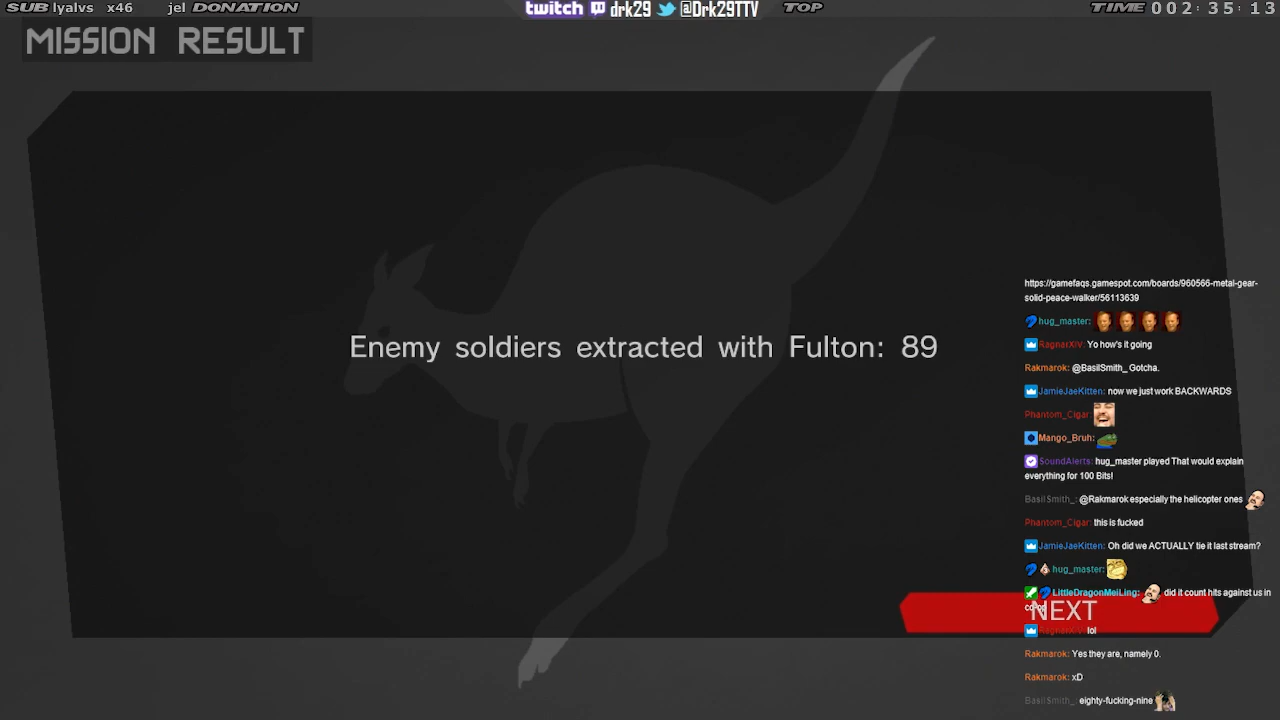 SUB lyalvs x46 jel DONATION twitch drk29 @Drk29TTV TOP TIME 002:35:13
MISSION RESULT
Enemy soldiers extracted with Fulton: 89
https://gamefaqs.gamespot.com/boards/960566-metal-gear-
solid-peace-walker/56113639
hug_master:
RagnarXIV: Yo how's it going
Rakmarok: @BasilSmith_ Gotcha.
JamieJaeKitten: now we just work BACKWARDS
Phantom_Cigar:
Mango_Bruh:
SoundAlerts: hug_master played That would explain
everything for 100 Bits!
BasilSmith_: @Rakmarok especially the helicopter ones
Phantom_Cigar: this is fucked
JamieJaeKitten: Oh did we ACTUALLY tie it last stream?
hug_master:
LittleDragonMeiLing: did it count hits against us in
co-op
NEXT
RagnarXIV: lol
Rakmarok: Yes they are, namely 0.
Rakmarok: xD
BasilSmith_: eighty-fucking-nine